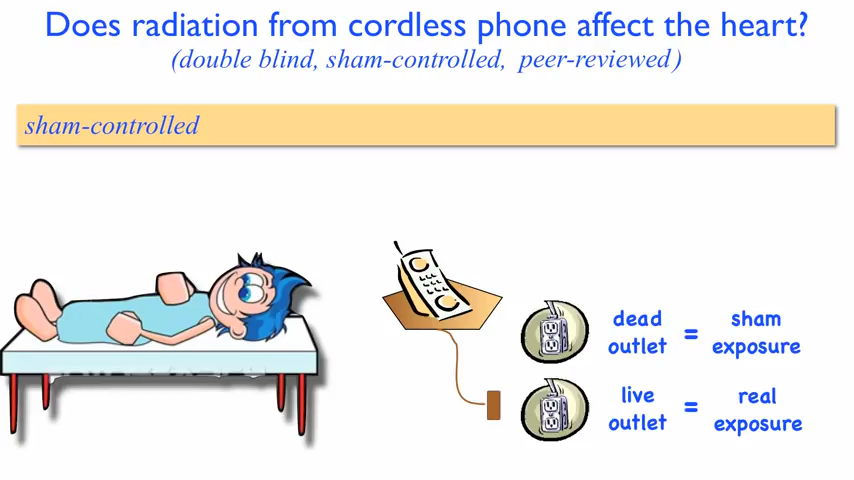 Does radiation from cordless phone affect the heart?
(double blind, sham-controlled, peer-reviewed)
sham-controlled
dead outlet = sham exposure
live outlet = real exposure